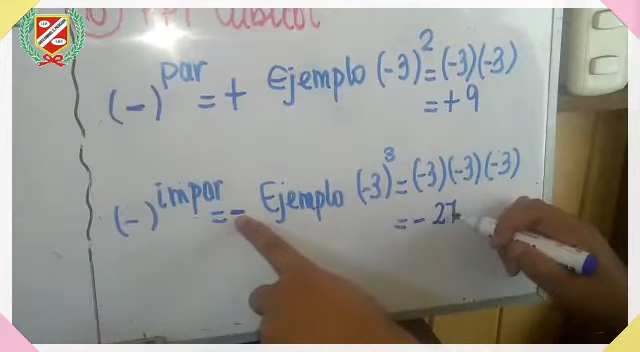 (-)^par = + Ejemplo (-3)^2 = (-3)(-3)
= +9
(-)^impar = - Ejemplo (-3)^3 = (-3)(-3)(-3)
= -27